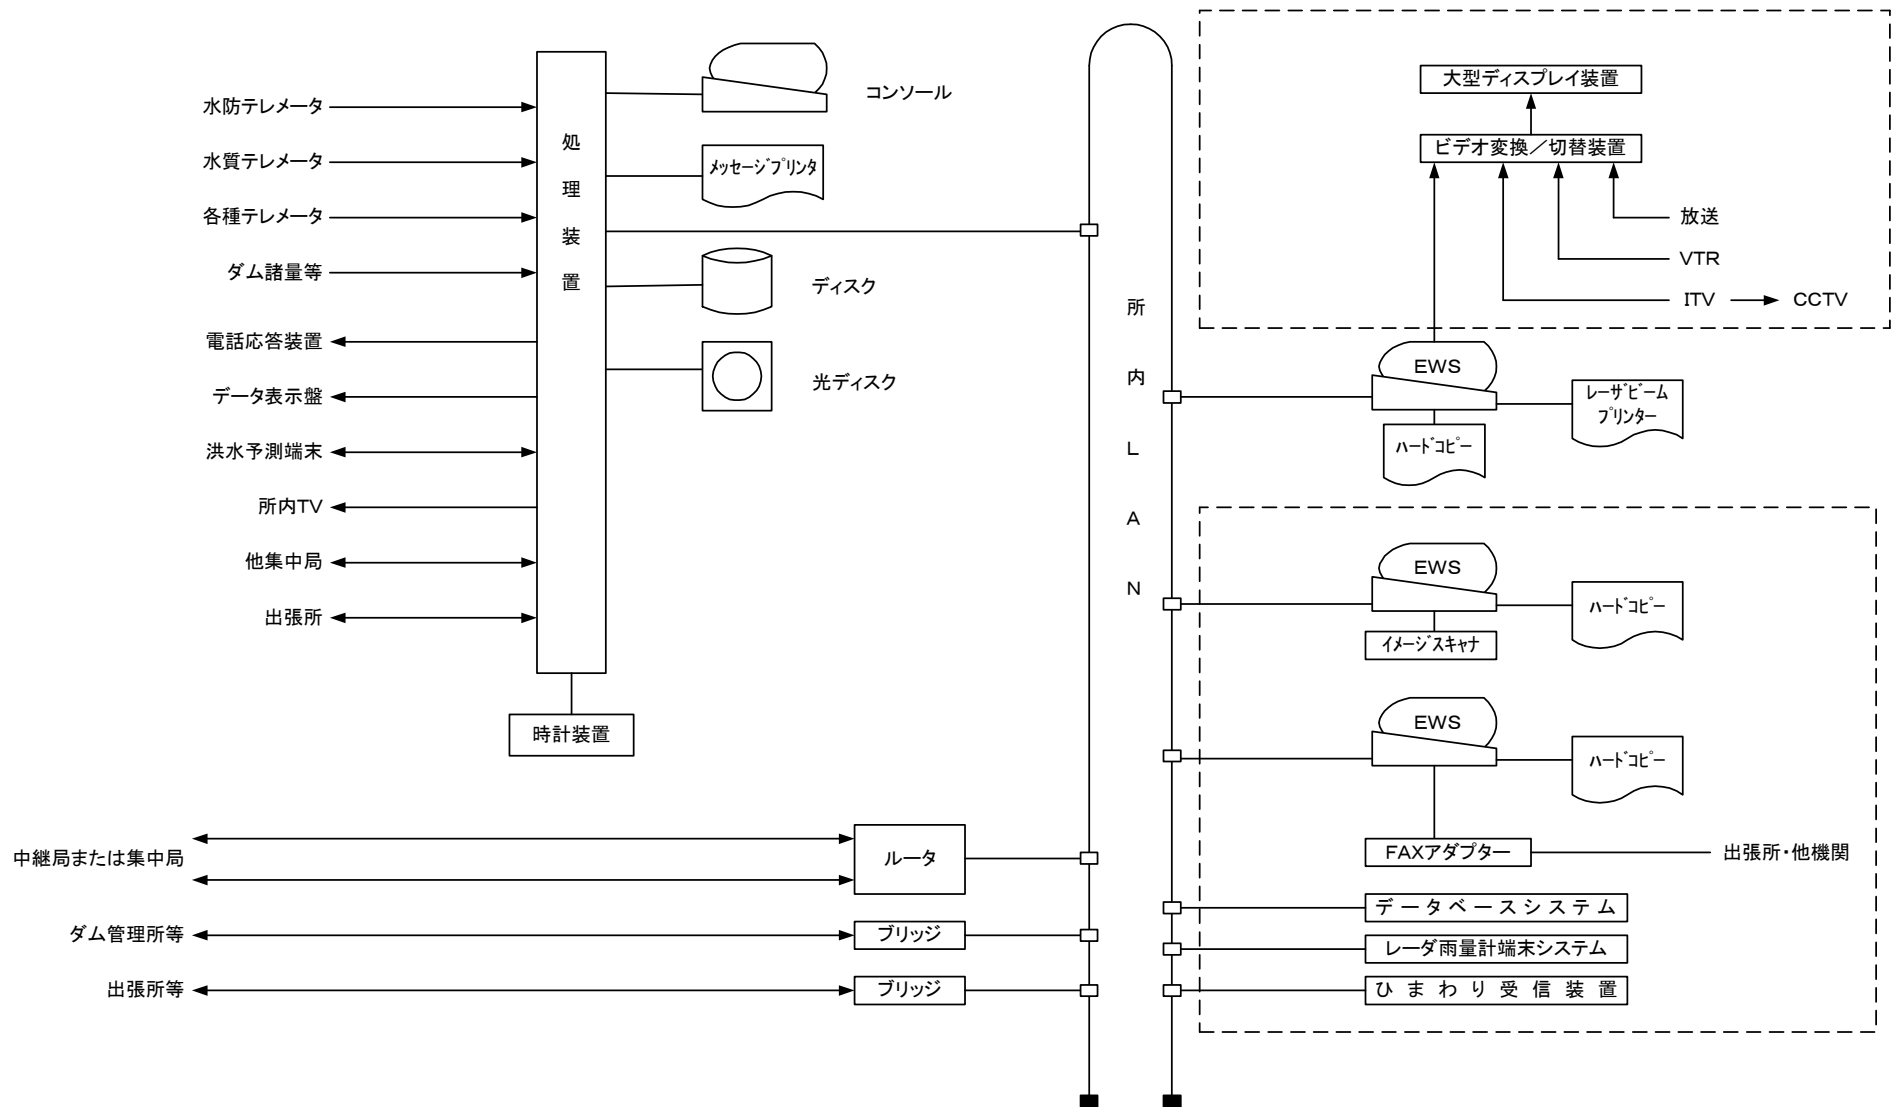 水防テレメータ
水質テレメータ
各種テレメータ
ダム諸量等
電話応答装置
データ表示盤
洪水予測端末
所内TV
他集中局
出張所
処理装置
時計装置
コンソール
メッセージプリンタ
ディスク
光ディスク
中継局または集中局
ダム管理所等
出張所等
ルータ
ブリッジ
ブリッジ
所内LAN
大型ディスプレイ装置
ビデオ変換/切替装置
放送
VTR
ITV
CCTV
EWS
レーザビーム
プリンター
ハードコピー
EWS
ハードコピー
イメージスキャナ
EWS
ハードコピー
FAXアダプター
出張所・他機関
データベースシステム
レーダ雨量計端末システム
ひまわり受信装置